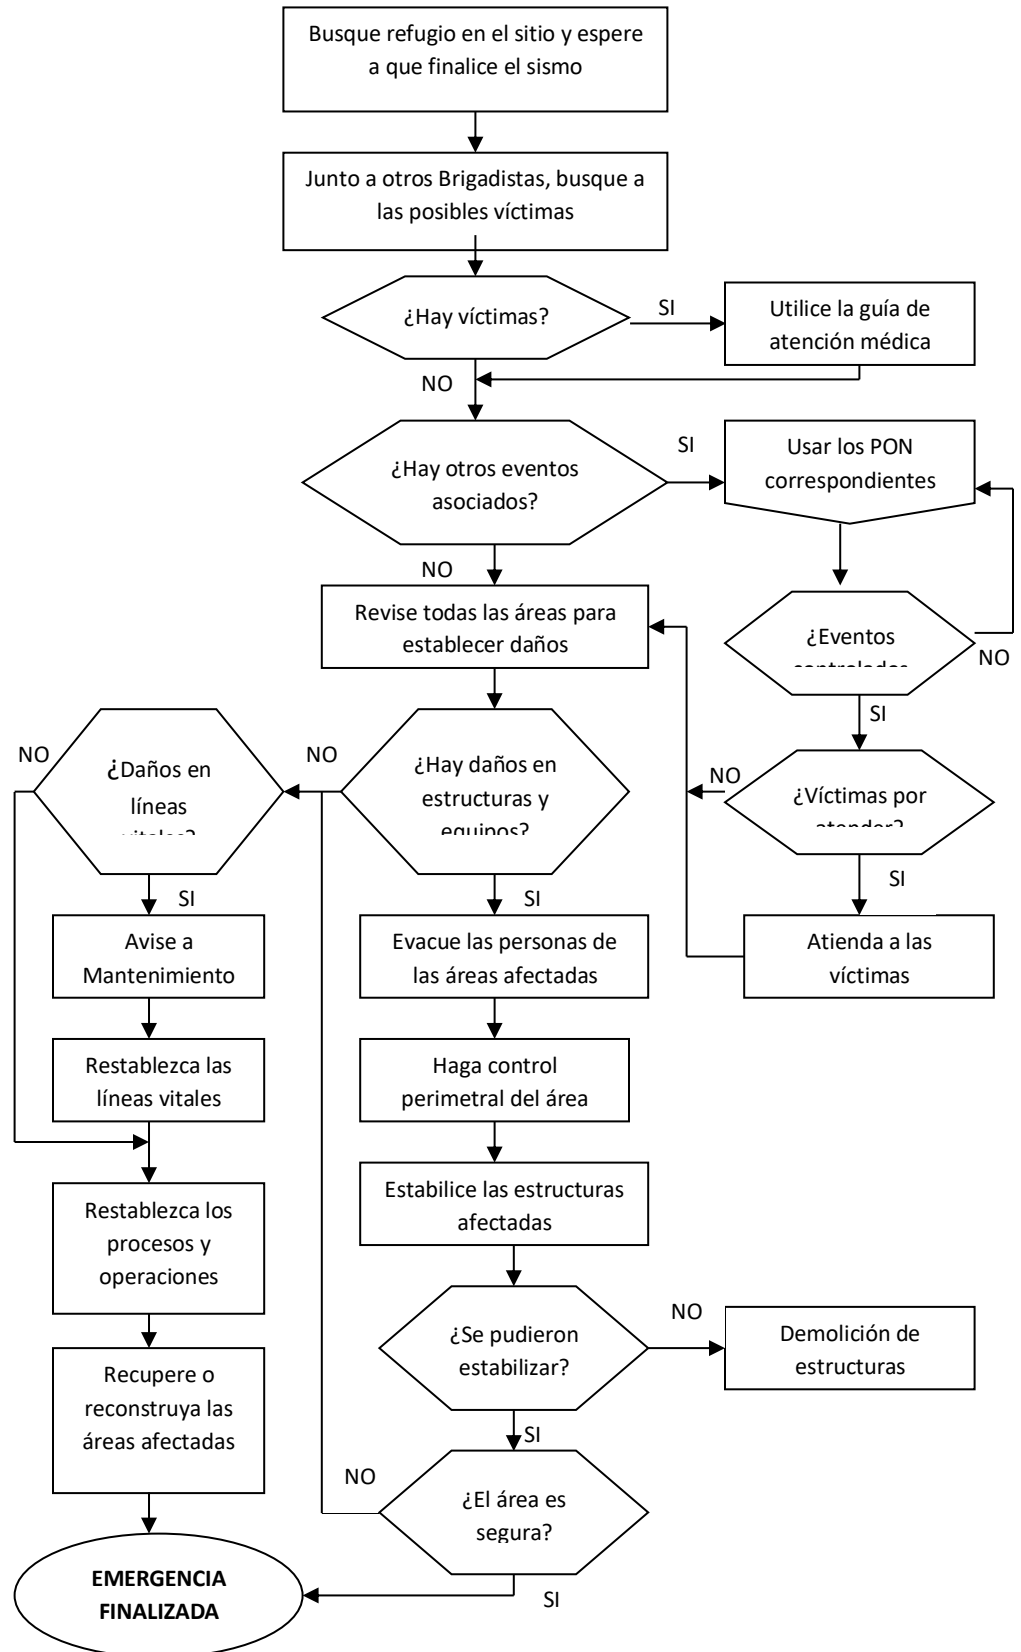 Busque refugio en el sitio y espere
a que finalice el sismo
Junto a otros Brigadistas, busque a
las posibles víctimas
¿Hay víctimas?
SI
Utilice la guía de
atención médica
NO
¿Hay otros eventos
asociados?
SI
Usar los PON
correspondientes
NO
Revise todas las áreas para
establecer daños
¿Eventos
controlados
NO
SI
NO
¿Daños en
líneas
vitales?
NO
¿Hay daños en
estructuras y
equipos?
NO
¿Víctimas por
atender?
SI
SI
SI
Avise a
Mantenimiento
Evacue las personas de
las áreas afectadas
Atienda a las
víctimas
Restablezca las
líneas vitales
Haga control
perimetral del área
Restablezca los
procesos y
operaciones
Estabilice las estructuras
afectadas
¿Se pudieron
estabilizar?
NO
Demolición de
estructuras
Recupere o
reconstruya las
áreas afectadas
SI
NO
¿El área es
segura?
EMERGENCIA
FINALIZADA
SI